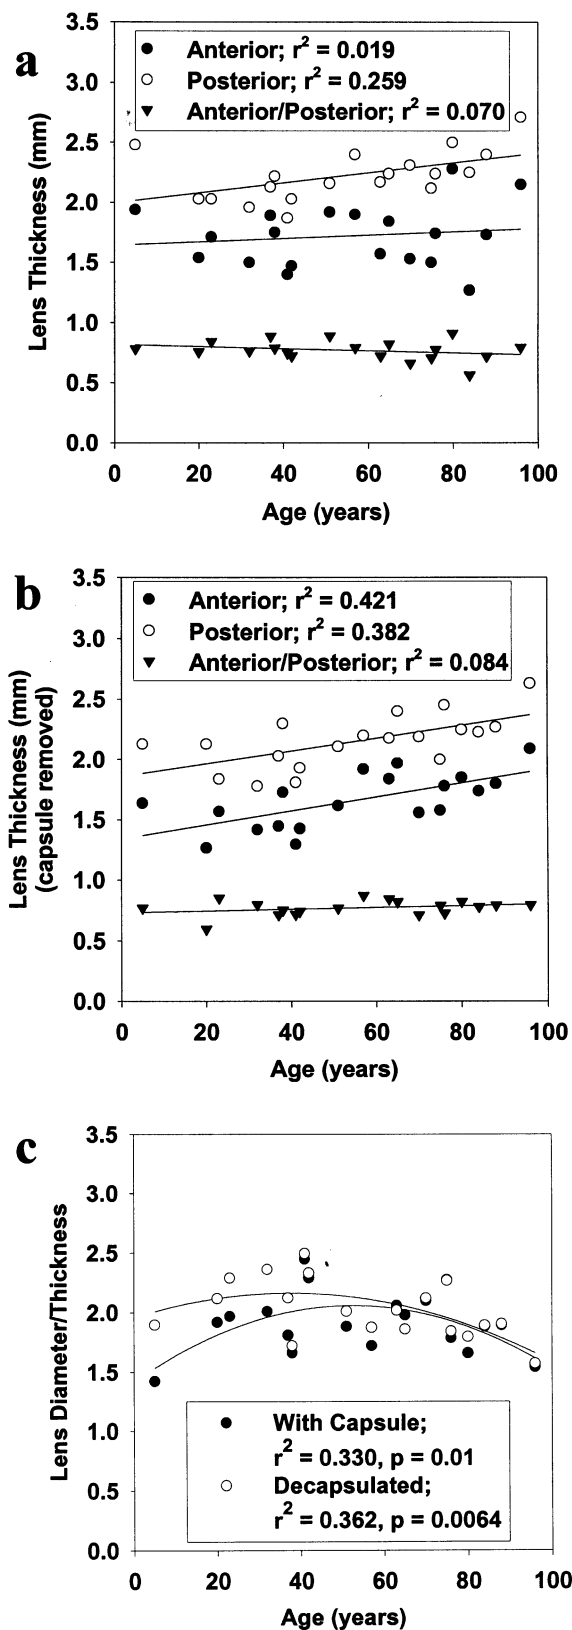 a
3.5
3.0
2.5
2.0
1.5
1.0
0.5
0.0
Lens Thickness (mm)
Anterior; r² = 0.019
Posterior; r² = 0.259
Anterior/Posterior; r² = 0.070
0 20 40 60 80 100
Age (years)
b
3.5
3.0
2.5
2.0
1.5
1.0
0.5
0.0
Lens Thickness (mm)
(capsule removed)
Anterior; r² = 0.421
Posterior; r² = 0.382
Anterior/Posterior; r² = 0.084
0 20 40 60 80 100
Age (years)
c
3.5
3.0
2.5
2.0
1.5
1.0
0.5
0.0
Lens Diameter/Thickness
With Capsule;
r² = 0.330, p = 0.01
Decapsulated;
r² = 0.362, p = 0.0064
0 20 40 60 80 100
Age (years)